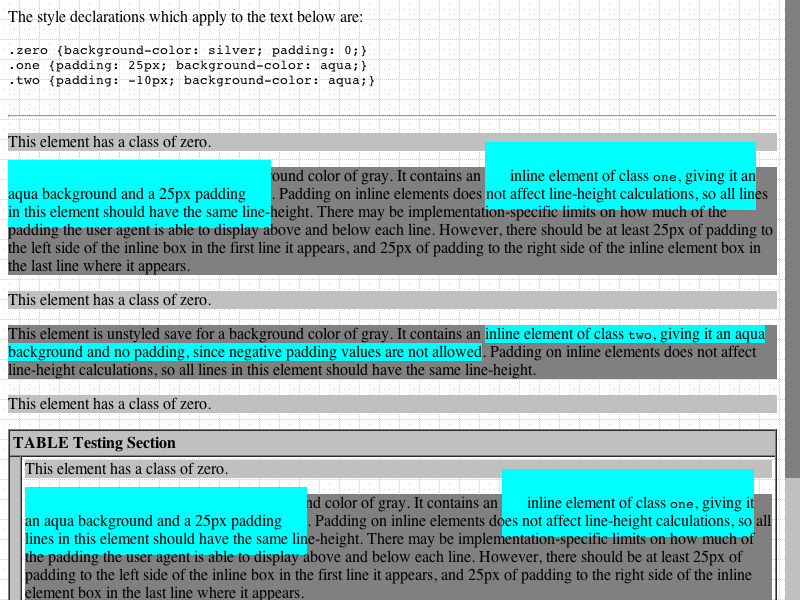 The style declarations which apply to the text below are:
.zero {background-color: silver; padding: 0;}
.one {padding: 25px; background-color: aqua;}
.two {padding: -10px; background-color: aqua;}
This element has a class of zero.
ound color of gray. It contains an inline element of class one, giving it an
aqua background and a 25px padding. Padding on inline elements does not affect line-height calculations, so all lines
in this element should have the same line-height. There may be implementation-specific limits on how much of the
padding the user agent is able to display above and below each line. However, there should be at least 25px of padding to
the left side of the inline box in the first line it appears, and 25px of padding to the right side of the inline element box in
the last line where it appears.
This element has a class of zero.
This element is unstyled save for a background color of gray. It contains an inline element of class two, giving it an aqua
background and no padding, since negative padding values are not allowed. Padding on inline elements does not affect
line-height calculations, so all lines in this element should have the same line-height.
This element has a class of zero.
TABLE Testing Section
This element has a class of zero.
nd color of gray. It contains an inline element of class one, giving it
an aqua background and a 25px padding. Padding on inline elements does not affect line-height calculations, so all
lines in this element should have the same line-height. There may be implementation-specific limits on how much of
the padding the user agent is able to display above and below each line. However, there should be at least 25px of
padding to the left side of the inline box in the first line it appears, and 25px of padding to the right side of the inline
element box in the last line where it appears.